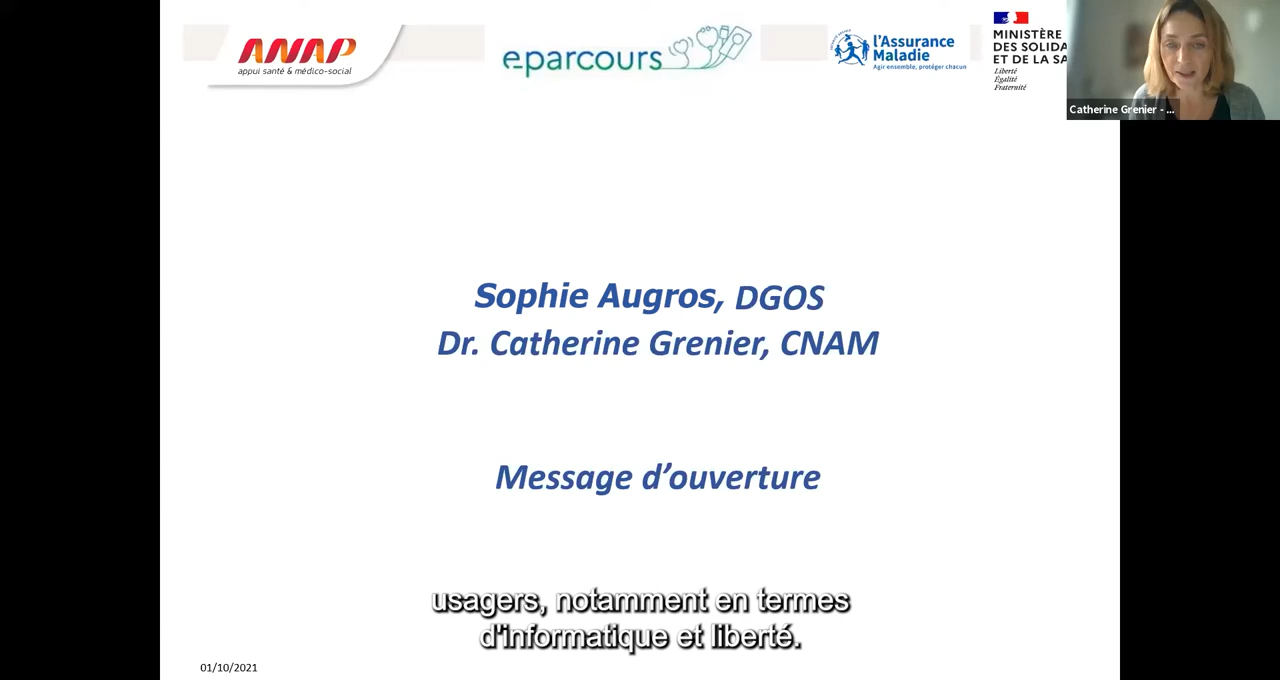 ANAP
appui santé & médico-social
eparcours
l'Assurance
Maladie
Agir ensemble, protéger chacun
MINISTÈRE
DES SOLIDA
ET DE LA SA
Liberté
Égalité
Fraternité
Catherine Grenier - ...
Sophie Augros, DGOS
Dr. Catherine Grenier, CNAM
Message d’ouverture
usagers, notamment en termes
d'informatique et liberté.
01/10/2021